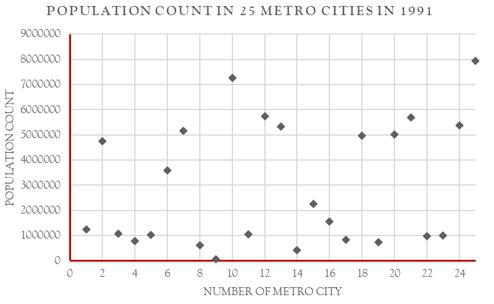 POPULATION COUNT IN 25 METRO CITIES IN 1991
9000000
8000000
7000000
6000000
5000000
4000000
3000000
2000000
1000000
0
POPULATION COUNT
0 2 4 6 8 10 12 14 16 18 20 22 24
NUMBER OF METRO CITY